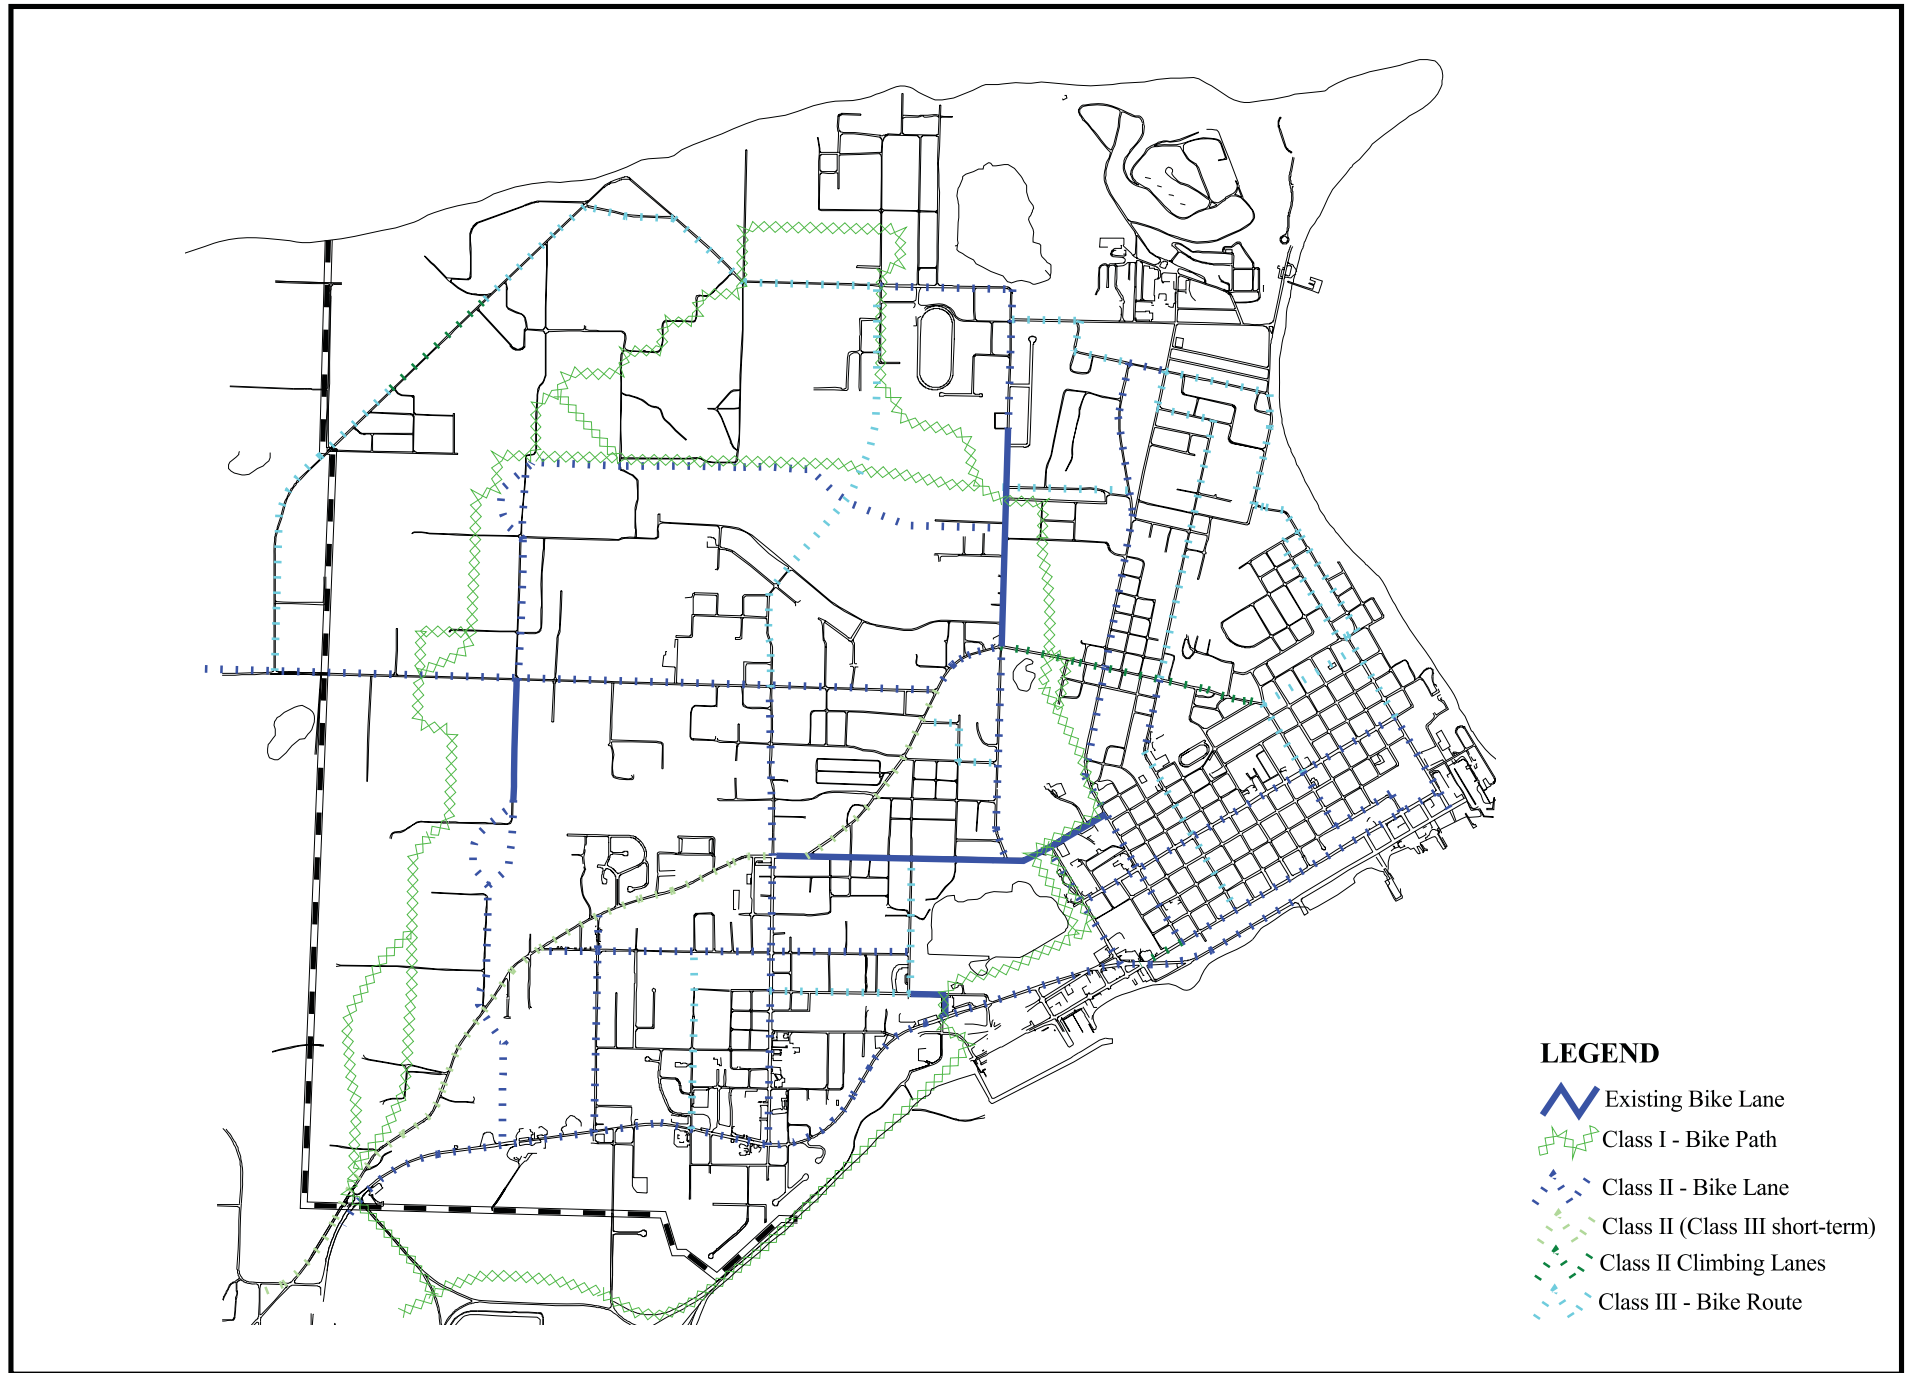 LEGEND
Existing Bike Lane
Class I - Bike Path
Class II - Bike Lane
Class II (Class III short-term)
Class II Climbing Lanes
Class III - Bike Route